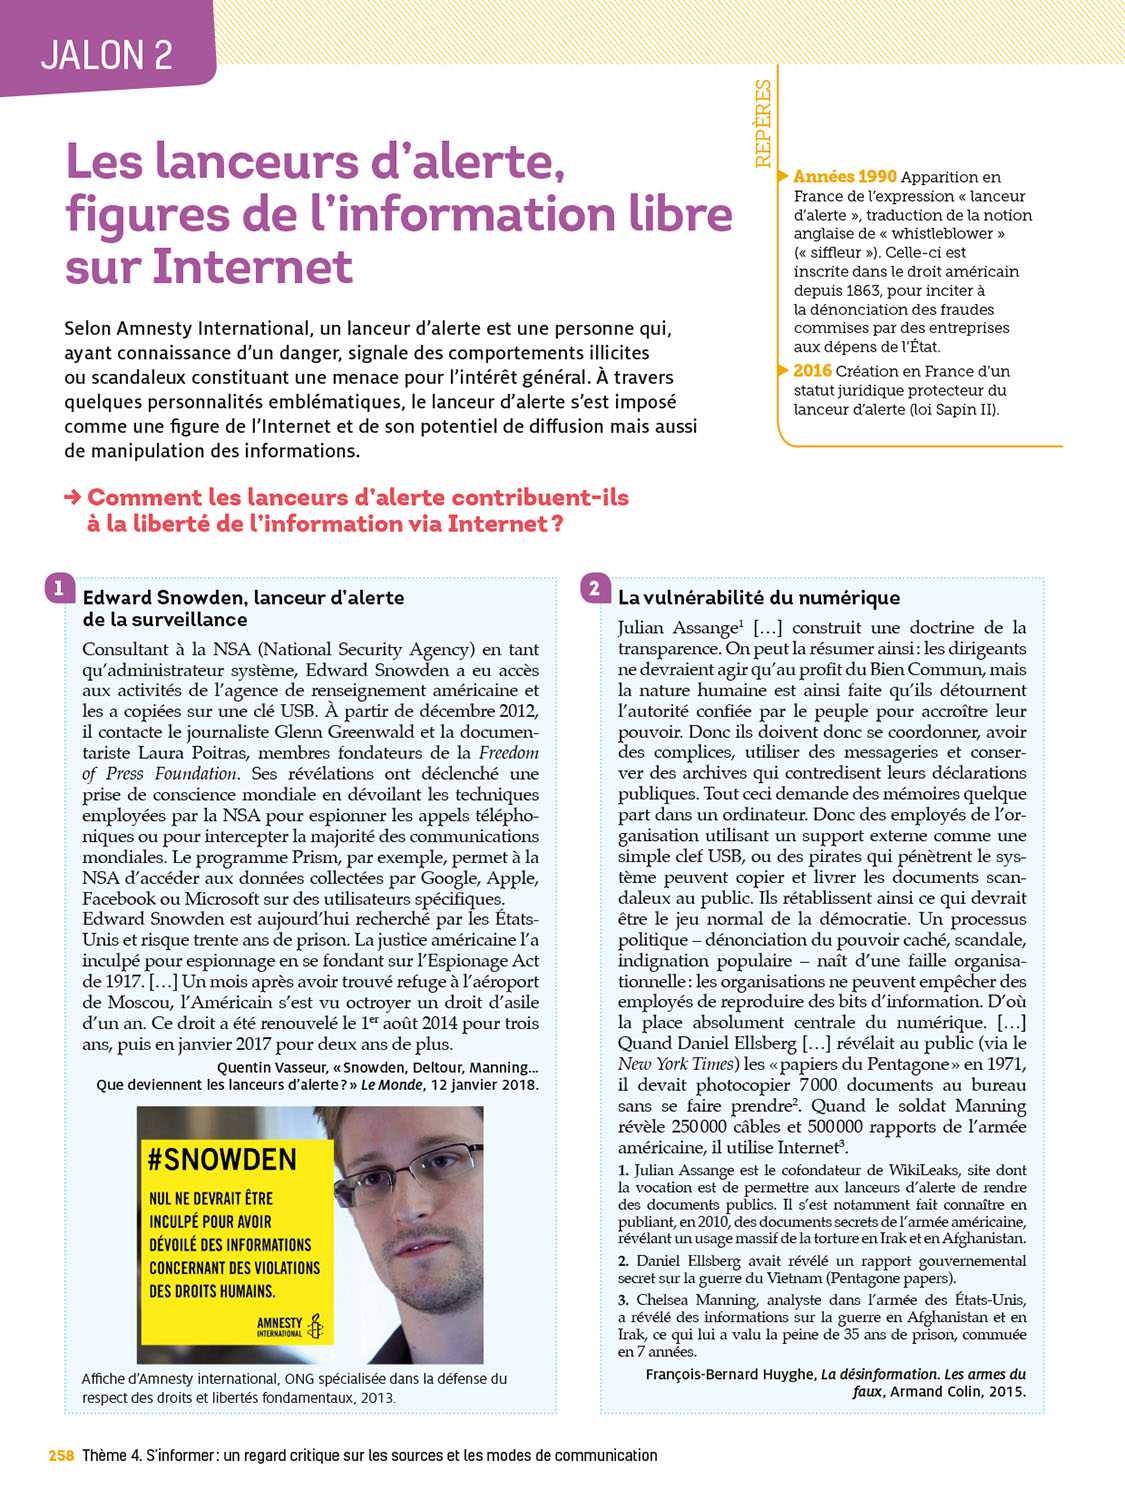 JALON 2
Les lanceurs d'alerte,
figures de l'information libre
sur Internet
Selon Amnesty International, un lanceur d'alerte est une personne qui,
ayant connaissance d'un danger, signale des comportements illicites
ou scandaleux constituant une menace pour l'intérêt général. À travers
quelques personnalités emblématiques, le lanceur d'alerte s'est imposé
comme une figure de l'Internet et de son potentiel de diffusion mais aussi
de manipulation des informations.
→ Comment les lanceurs d'alerte contribuent-ils
à la liberté de l'information via Internet ?
REPÈRES
Années 1990 Apparition en
France de l'expression « lanceur
d'alerte », traduction de la notion
anglaise de « whistleblower »
(« siffleur »). Celle-ci est
inscrite dans le droit américain
depuis 1863, pour inciter à
la dénonciation des fraudes
commises par des entreprises
aux dépens de l'État.
2016 Création en France d'un
statut juridique protecteur du
lanceur d'alerte (loi Sapin II).
1
Edward Snowden, lanceur d'alerte
de la surveillance
Consultant à la NSA (National Security Agency) en tant
qu'administrateur système, Edward Snowden a eu accès
aux activités de l'agence de renseignement américaine et
les a copiées sur une clé USB. À partir de décembre 2012,
il contacte le journaliste Glenn Greenwald et la documen-
tariste Laura Poitras, membres fondateurs de la Freedom
of Press Foundation. Ses révélations ont déclenché une
prise de conscience mondiale en dévoilant les techniques
employées par la NSA pour espionner les appels télépho-
niques ou pour intercepter la majorité des communications
mondiales. Le programme Prism, par exemple, permet à la
NSA d'accéder aux données collectées par Google, Apple,
Facebook ou Microsoft sur des utilisateurs spécifiques.
Edward Snowden est aujourd'hui recherché par les États-
Unis et risque trente ans de prison. La justice américaine l'a
inculpé pour espionnage en se fondant sur l'Espionage Act
de 1917. […] Un mois après avoir trouvé refuge à l'aéroport
de Moscou, l'Américain s'est vu octroyer un droit d'asile
d'un an. Ce droit a été renouvelé le 1er août 2014 pour trois
ans, puis en janvier 2017 pour deux ans de plus.
Quentin Vasseur, « Snowden, Deltour, Manning...
Que deviennent les lanceurs d'alerte ? » Le Monde, 12 janvier 2018.
#SNOWDEN
NUL NE DEVRAIT ÊTRE
INCULPÉ POUR AVOIR
DÉVOILÉ DES INFORMATIONS
CONCERNANT DES VIOLATIONS
DES DROITS HUMAINS.
AMNESTY
INTERNATIONAL
Affiche d'Amnesty international, ONG spécialisée dans la défense du
respect des droits et libertés fondamentaux, 2013.
2
La vulnérabilité du numérique
Julian Assange¹ […] construit une doctrine de la
transparence. On peut la résumer ainsi : les dirigeants
ne devraient agir qu'au profit du Bien Commun, mais
la nature humaine est ainsi faite qu'ils détournent
l'autorité confiée par le peuple pour accroître leur
pouvoir. Donc ils doivent donc se coordonner, avoir
des complices, utiliser des messageries et conser-
ver des archives qui contredisent leurs déclarations
publiques. Tout ceci demande des mémoires quelque
part dans un ordinateur. Donc des employés de l'or-
ganisation utilisant un support externe comme une
simple clef USB, ou des pirates qui pénètrent le sys-
tème peuvent copier et livrer les documents scan-
daleux au public. Ils rétablissent ainsi ce qui devrait
être le jeu normal de la démocratie. Un processus
politique – dénonciation du pouvoir caché, scandale,
indignation populaire – naît d'une faille organisa-
tionnelle : les organisations ne peuvent empêcher des
employés de reproduire des bits d'information. D'où
la place absolument centrale du numérique. […]
Quand Daniel Ellsberg […] révélait au public (via le
New York Times) les « papiers du Pentagone » en 1971,
il devait photocopier 7 000 documents au bureau
sans se faire prendre². Quand le soldat Manning
révèle 250 000 câbles et 500 000 rapports de l'armée
américaine, il utilise Internet³.
1. Julian Assange est le cofondateur de WikiLeaks, site dont
la vocation est de permettre aux lanceurs d'alerte de rendre
des documents publics. Il s'est notamment fait connaître en
publiant, en 2010, des documents secrets de l'armée américaine,
révélant un usage massif de la torture en Irak et en Afghanistan.
2. Daniel Ellsberg avait révélé un rapport gouvernemental
secret sur la guerre du Vietnam (Pentagone papers).
3. Chelsea Manning, analyste dans l'armée des États-Unis,
a révélé des informations sur la guerre en Afghanistan et en
Irak, ce qui lui a valu la peine de 35 ans de prison, commuée
en 7 années.
François-Bernard Huyghe, La désinformation. Les armes du
faux, Armand Colin, 2015.
258 Thème 4. S'informer : un regard critique sur les sources et les modes de communication